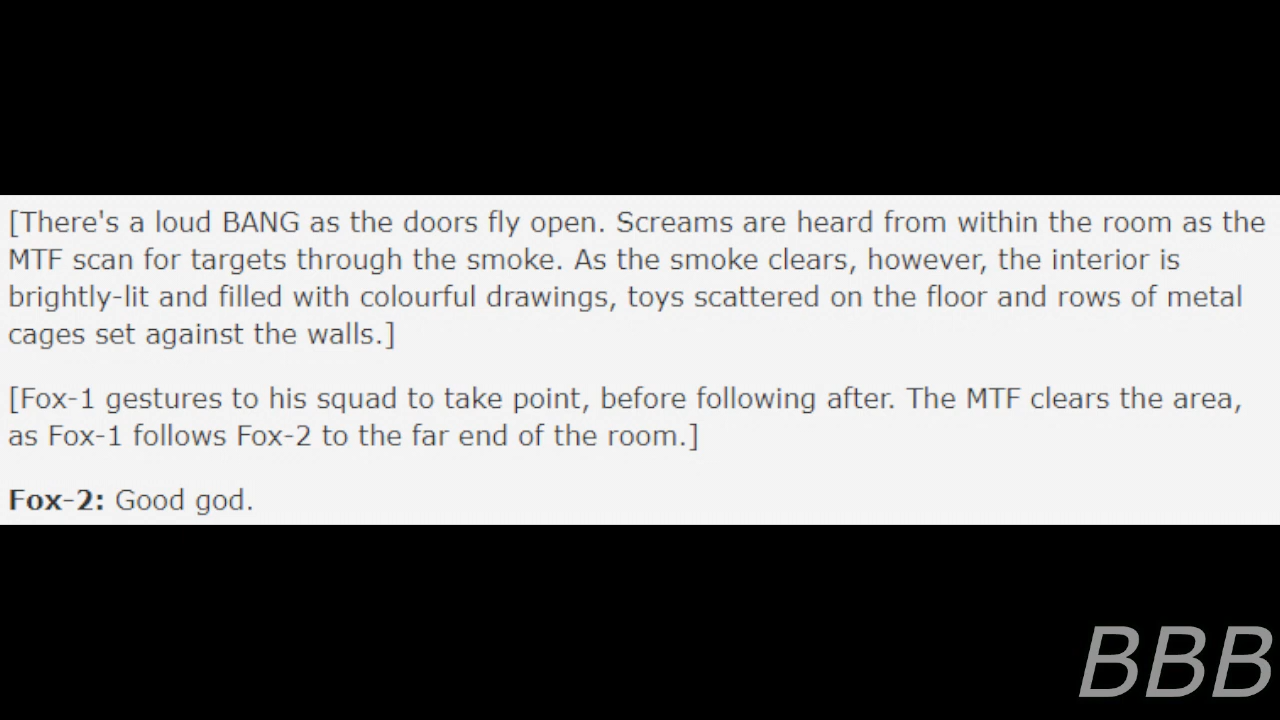 [There's a loud BANG as the doors fly open. Screams are heard from within the room as the
MTF scan for targets through the smoke. As the smoke clears, however, the interior is
brightly-lit and filled with colourful drawings, toys scattered on the floor and rows of metal
cages set against the walls.]
[Fox-1 gestures to his squad to take point, before following after. The MTF clears the area,
as Fox-1 follows Fox-2 to the far end of the room.]
Fox-2: Good god.
BBB